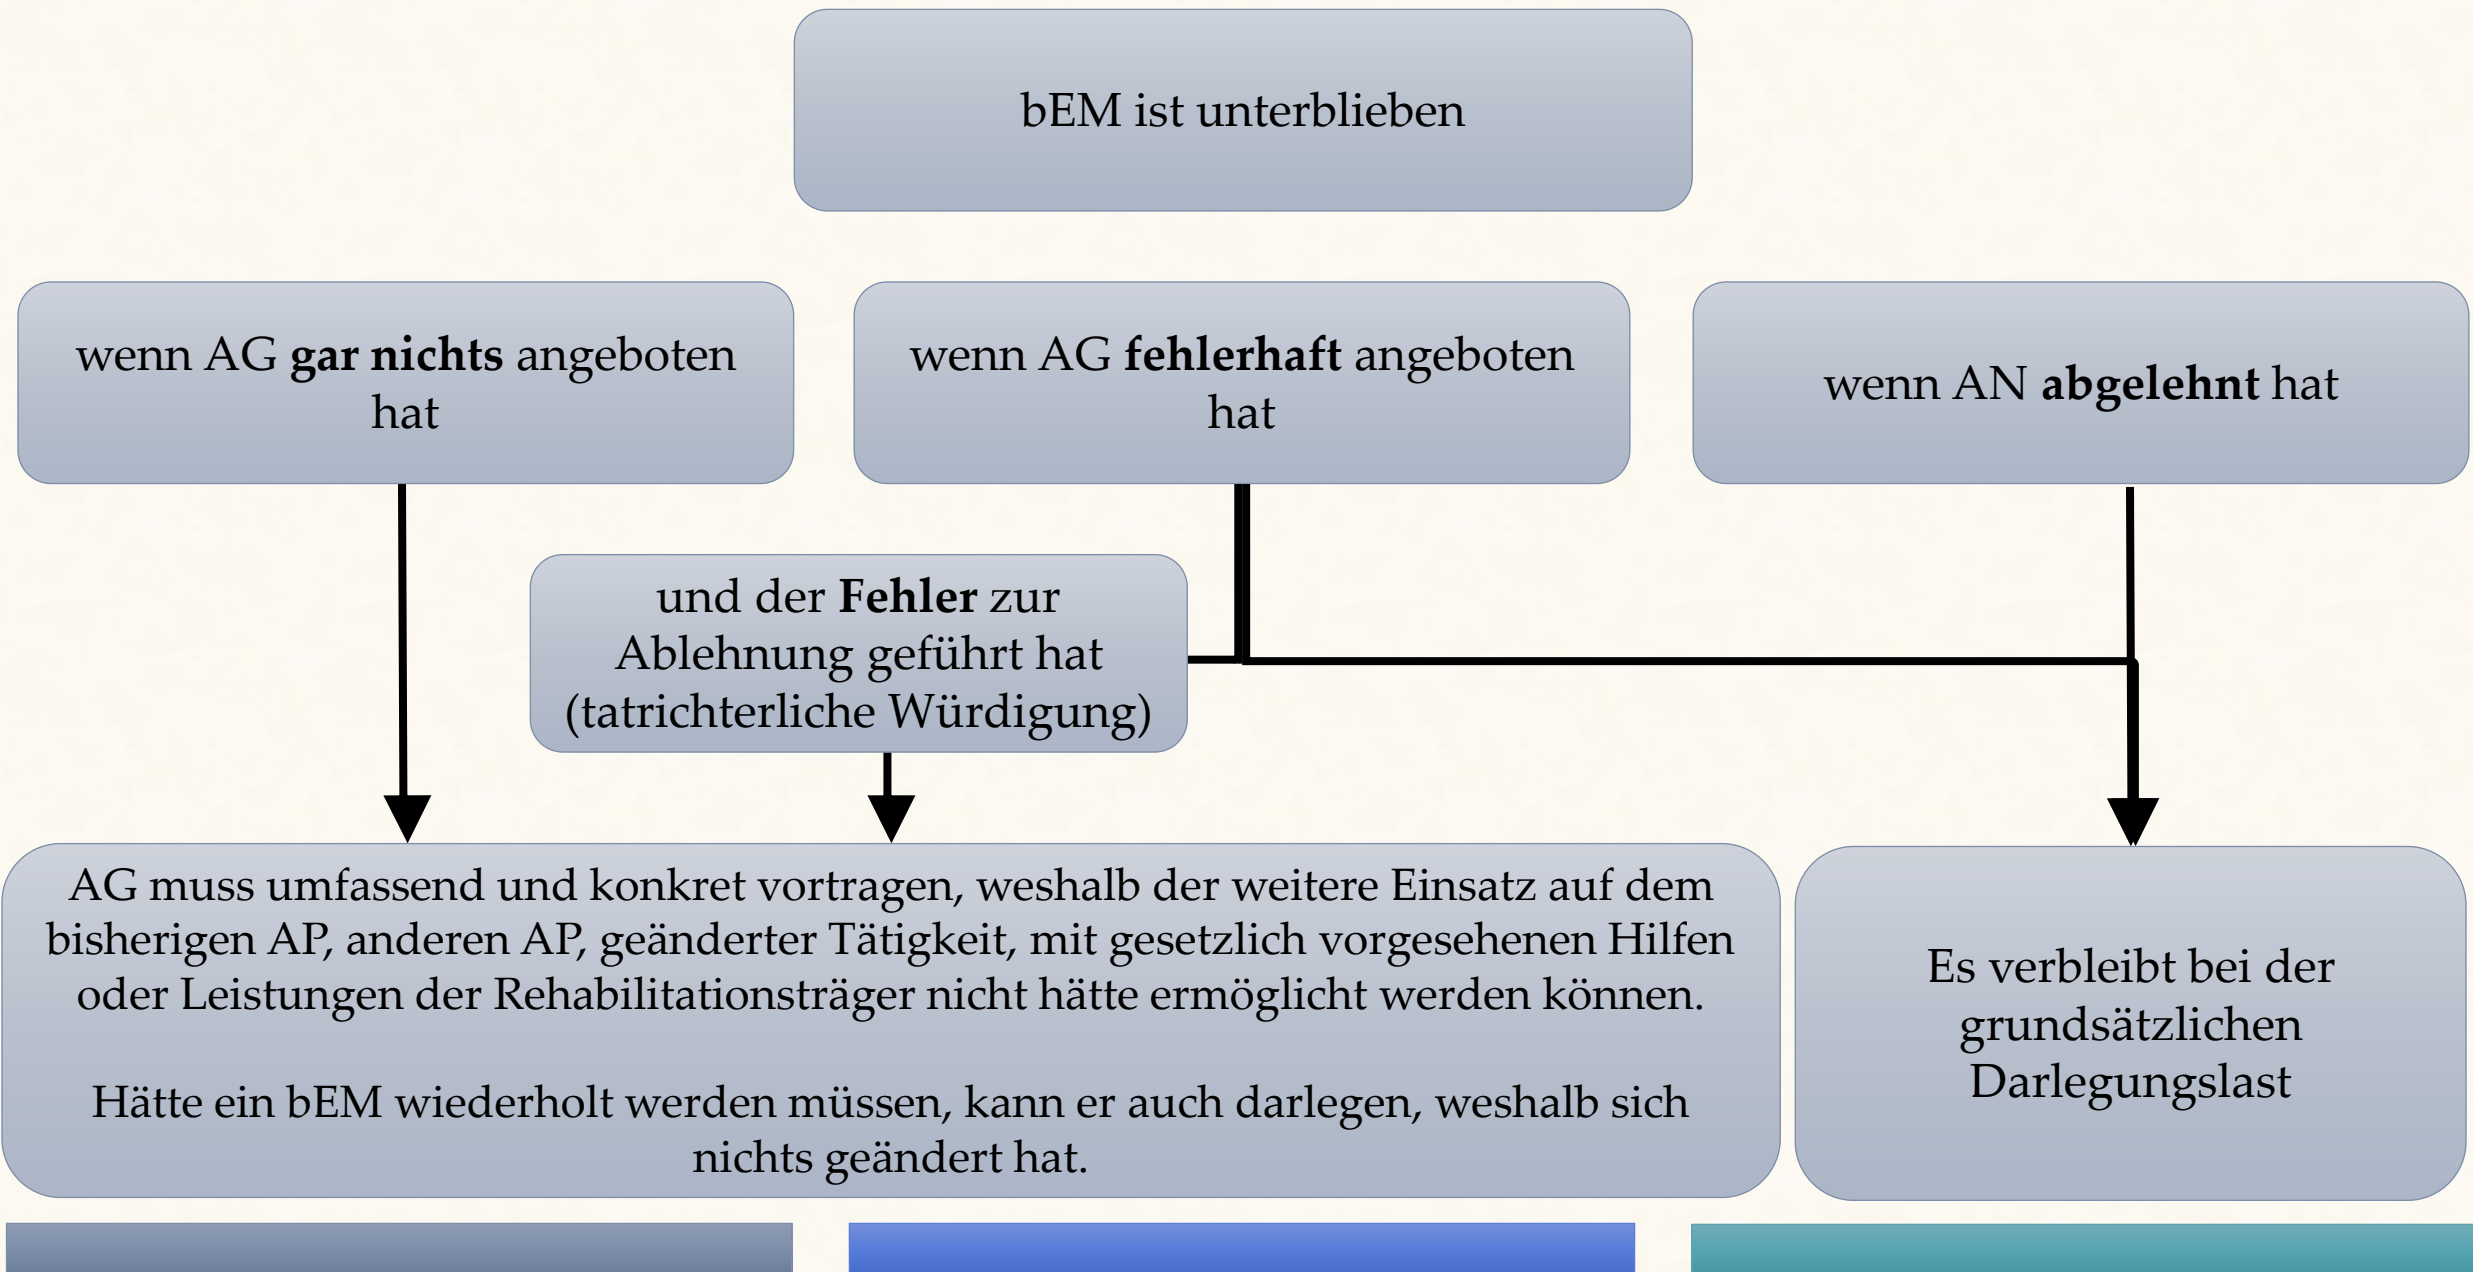 bEM ist unterblieben
wenn AG gar nichts angeboten
hat
wenn AG fehlerhaft angeboten
hat
wenn AN abgelehnt hat
und der Fehler zur
Ablehnung geführt hat
(tatrichterliche Würdigung)
AG muss umfassend und konkret vortragen, weshalb der weitere Einsatz auf dem
bisherigen AP, anderen AP, geänderter Tätigkeit, mit gesetzlich vorgesehenen Hilfen
oder Leistungen der Rehabilitationsträger nicht hätte ermöglicht werden können.
Hätte ein bEM wiederholt werden müssen, kann er auch darlegen, weshalb sich
nichts geändert hat.
Es verbleibt bei der
grundsätzlichen
Darlegungslast